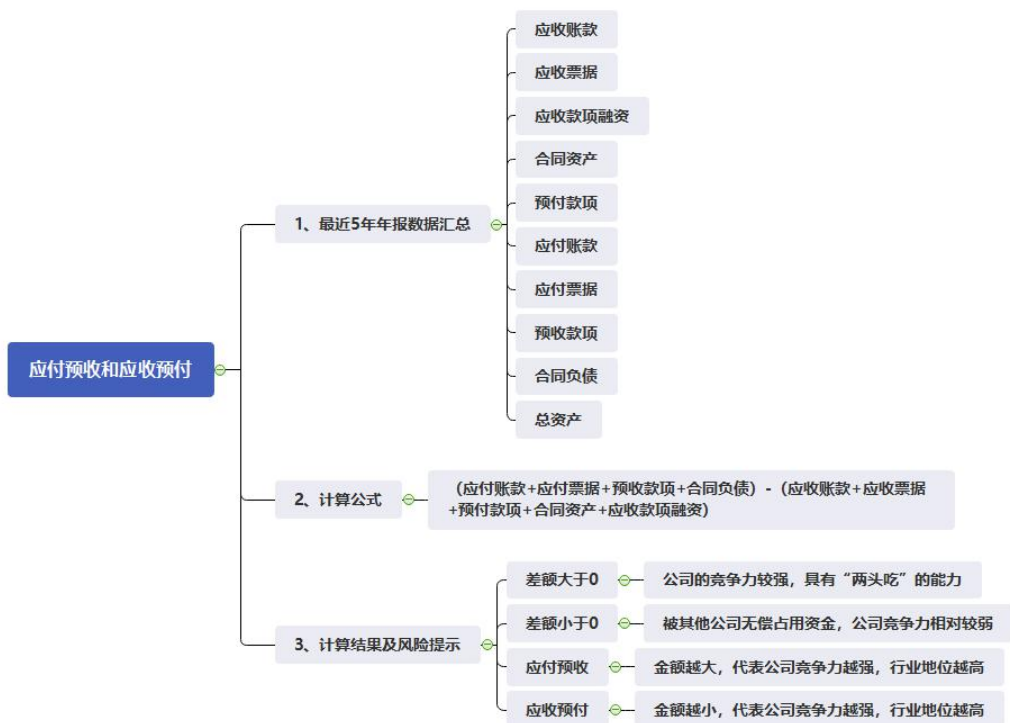 应付预收和应收预付
1、最近5年年报数据汇总
应收账款
应收票据
应收款项融资
合同资产
预付款项
应付账款
应付票据
预收款项
合同负债
总资产
2、计算公式
（应付账款+应付票据+预收款项+合同负债）-（应收账款+应收票据
+预付款项+合同资产+应收款项融资）
3、计算结果及风险提示
差额大于0
公司的竞争力较强，具有“两头吃”的能力
差额小于0
被其他公司无偿占用资金，公司竞争力相对较弱
应付预收
金额越大，代表公司竞争力越强，行业地位越高
应收预付
金额越小，代表公司竞争力越强，行业地位越高